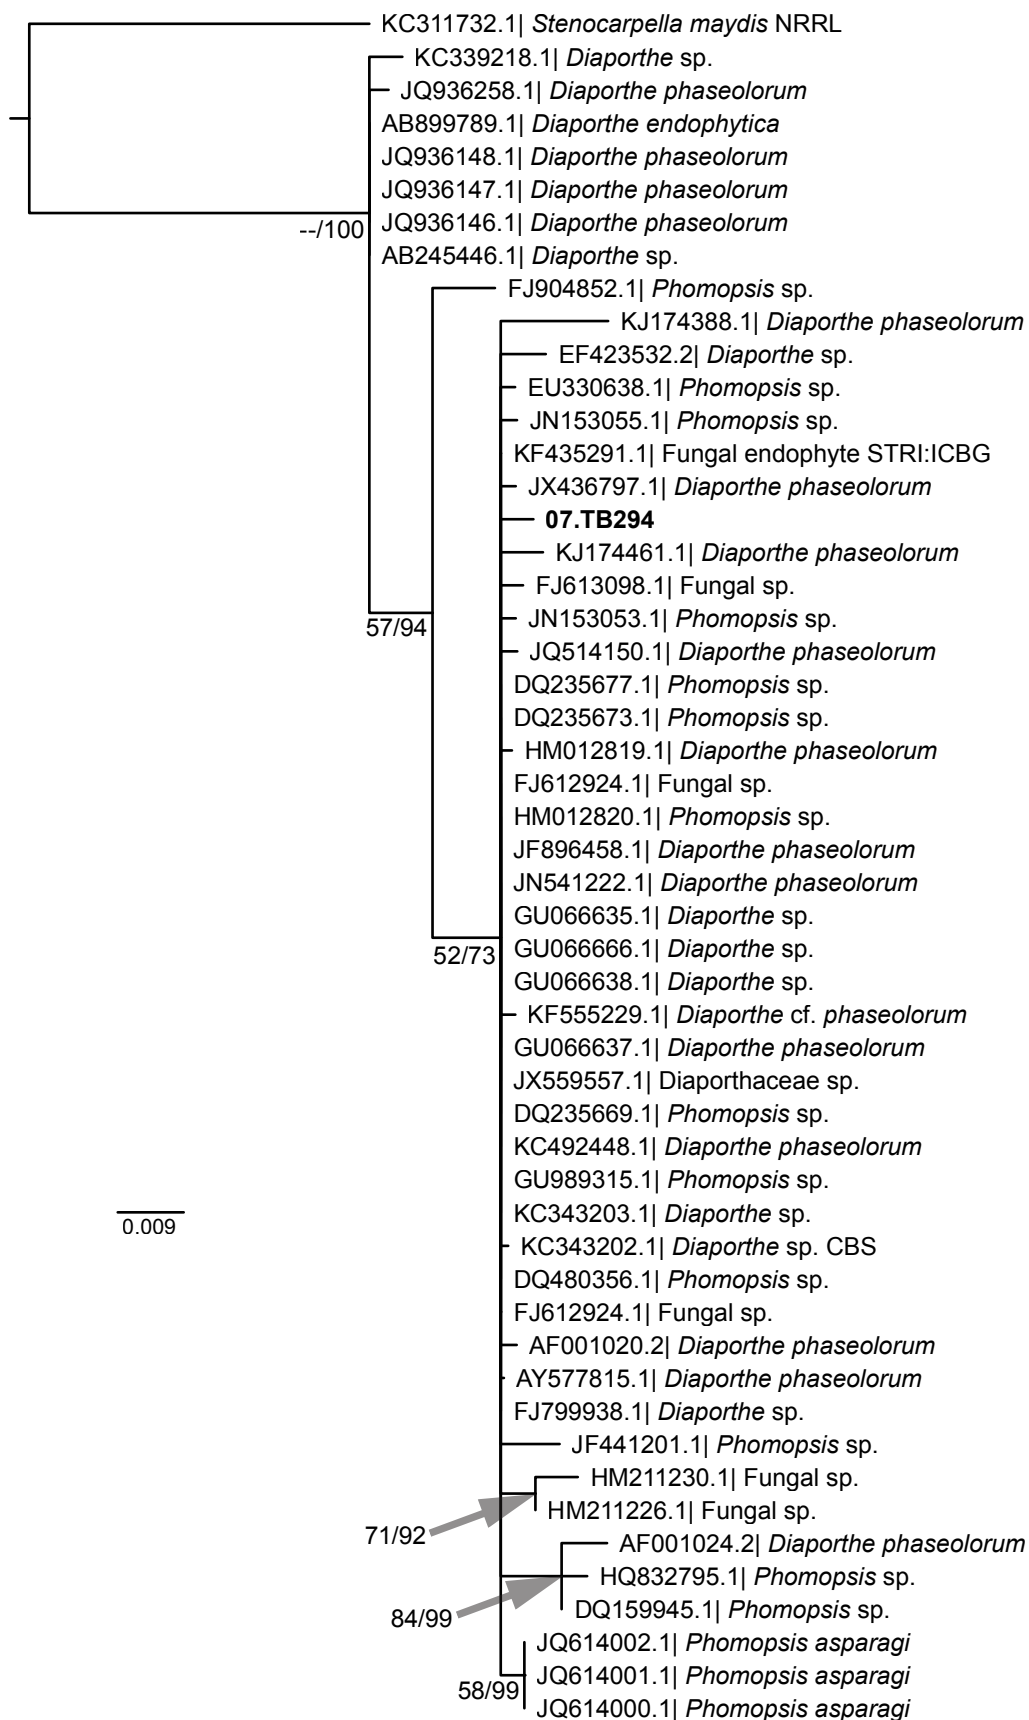 KC311732.1| Stenocarpella maydis NRRL
KC339218.1| Diaporthe sp.
JQ936258.1| Diaporthe phaseolorum
AB899789.1| Diaporthe endophytica
JQ936148.1| Diaporthe phaseolorum
JQ936147.1| Diaporthe phaseolorum
JQ936146.1| Diaporthe phaseolorum
--/100
AB245446.1| Diaporthe sp.
FJ904852.1| Phomopsis sp.
KJ174388.1| Diaporthe phaseolorum
EF423532.2| Diaporthe sp.
EU330638.1| Phomopsis sp.
JN153055.1| Phomopsis sp.
KF435291.1| Fungal endophyte STRI:ICBG
JX436797.1| Diaporthe phaseolorum
07.TB294
KJ174461.1| Diaporthe phaseolorum
FJ613098.1| Fungal sp.
JN153053.1| Phomopsis sp.
57/94
JQ514150.1| Diaporthe phaseolorum
DQ235677.1| Phomopsis sp.
DQ235673.1| Phomopsis sp.
HM012819.1| Diaporthe phaseolorum
FJ612924.1| Fungal sp.
HM012820.1| Phomopsis sp.
JF896458.1| Diaporthe phaseolorum
JN541222.1| Diaporthe phaseolorum
GU066635.1| Diaporthe sp.
GU066666.1| Diaporthe sp.
52/73
GU066638.1| Diaporthe sp.
KF555229.1| Diaporthe cf. phaseolorum
GU066637.1| Diaporthe phaseolorum
JX559557.1| Diaporthaceae sp.
DQ235669.1| Phomopsis sp.
KC492448.1| Diaporthe phaseolorum
GU989315.1| Phomopsis sp.
KC343203.1| Diaporthe sp.
0.009
KC343202.1| Diaporthe sp. CBS
DQ480356.1| Phomopsis sp.
FJ612924.1| Fungal sp.
AF001020.2| Diaporthe phaseolorum
AY577815.1| Diaporthe phaseolorum
FJ799938.1| Diaporthe sp.
JF441201.1| Phomopsis sp.
HM211230.1| Fungal sp.
HM211226.1| Fungal sp.
71/92
AF001024.2| Diaporthe phaseolorum
HQ832795.1| Phomopsis sp.
DQ159945.1| Phomopsis sp.
84/99
JQ614002.1| Phomopsis asparagi
JQ614001.1| Phomopsis asparagi
58/99
JQ614000.1| Phomopsis asparagi